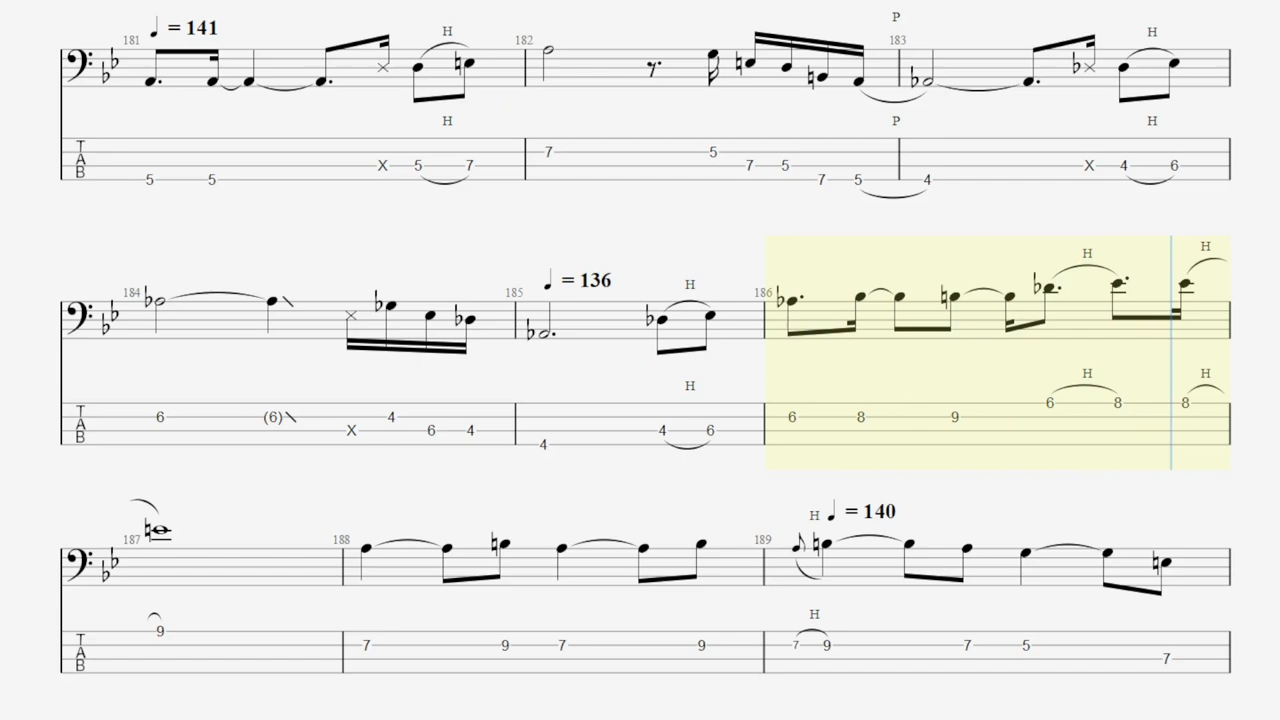 P
181 ♩ = 141 H 182 183 H
H P H
T A B 5 5 X 5 7 7 5 7 5 7 5 4 X 4 6
184 185 ♩ = 136 H 186 H H
H H H
T A B 6 (6) X 4 6 4 4 4 6 6 8 9 6 8 8
187 188 189 H ♩ = 140
H
T A B 9 7 9 7 9 7 9 7 5 7